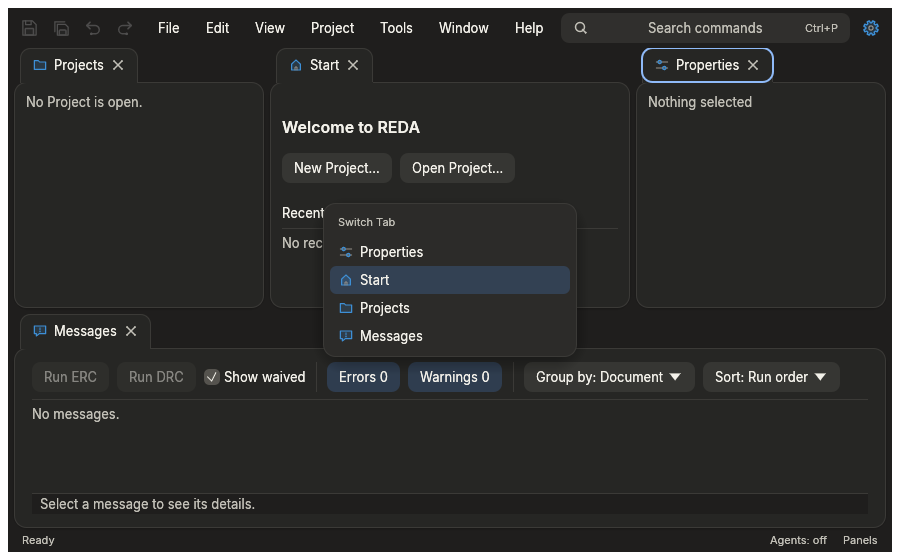 File Edit View Project Tools Window Help Search commands Ctrl+P
Projects Start Properties
No Project is open.
Welcome to REDA
New Project... Open Project...
Recent
No rec
Nothing selected
Switch Tab
Properties
Start
Projects
Messages
Messages
Run ERC Run DRC Show waived Errors 0 Warnings 0 Group by: Document Sort: Run order
No messages.
Select a message to see its details.
Ready Agents: off Panels